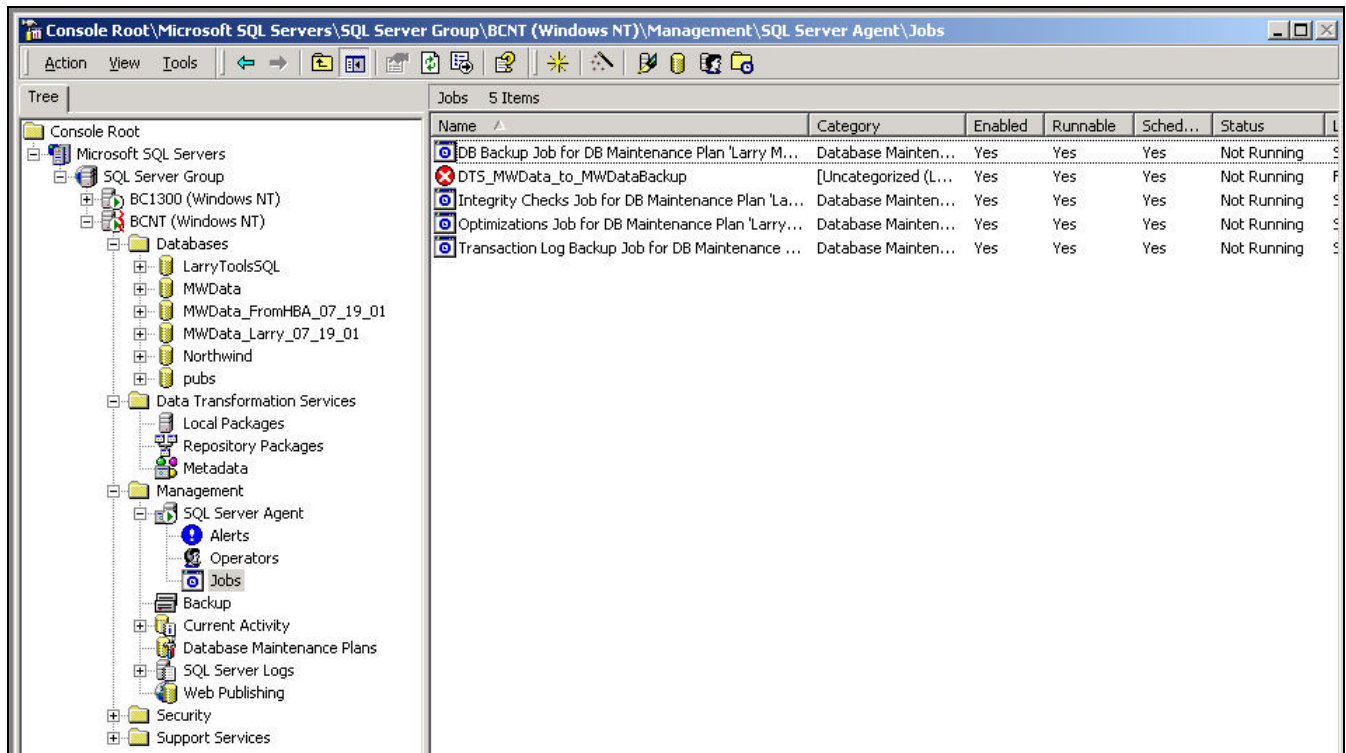 Console Root\Microsoft SQL Servers\SQL Server Group\BCNT (Windows NT)\Management\SQL Server Agent\Jobs
Action View Tools
Tree
Jobs 5 Items
Console Root
Microsoft SQL Servers
SQL Server Group
BC1300 (Windows NT)
BCNT (Windows NT)
Databases
LarryToolsSQL
MWData
MWData_FromHBA_07_19_01
MWData_Larry_07_19_01
Northwind
pubs
Data Transformation Services
Local Packages
Repository Packages
Metadata
Management
SQL Server Agent
Alerts
Operators
Jobs
Backup
Current Activity
Database Maintenance Plans
SQL Server Logs
Web Publishing
Security
Support Services
Name Category Enabled Runnable Sched... Status L
DB Backup Job for DB Maintenance Plan 'Larry M... Database Mainten... Yes Yes Yes Not Running S
DTS_MWData_to_MWDataBackup [Uncategorized (L... Yes Yes Yes Not Running F
Integrity Checks Job for DB Maintenance Plan 'La... Database Mainten... Yes Yes Yes Not Running S
Optimizations Job for DB Maintenance Plan 'Larry... Database Mainten... Yes Yes Yes Not Running S
Transaction Log Backup Job for DB Maintenance ... Database Mainten... Yes Yes Yes Not Running S